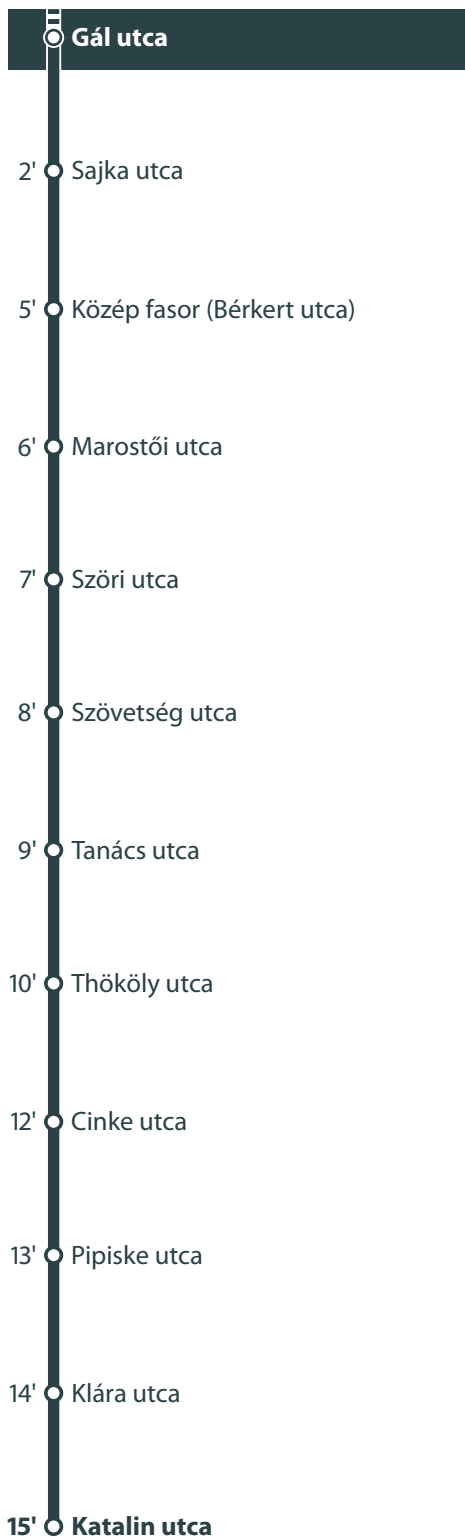 Gál utca
2' Sajka utca
5' Közép fasor (Bérkert utca)
6' Marostői utca
7' Szöri utca
8' Szövetség utca
9' Tanács utca
10' Thököly utca
12' Cinke utca
13' Pipiske utca
14' Klára utca
15' Katalin utca